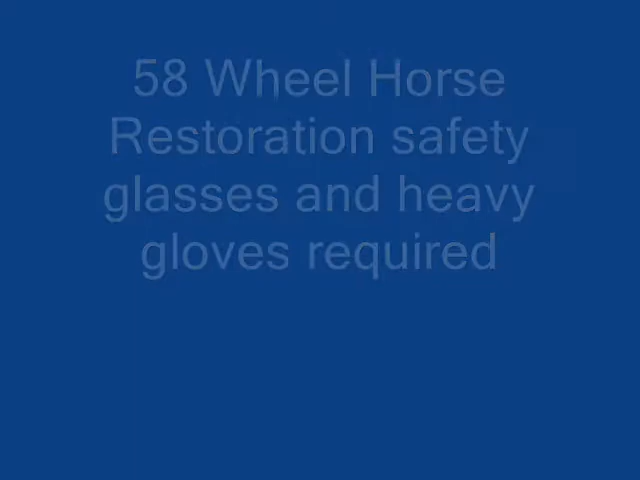 58 Wheel Horse
Restoration safety
glasses and heavy
gloves required